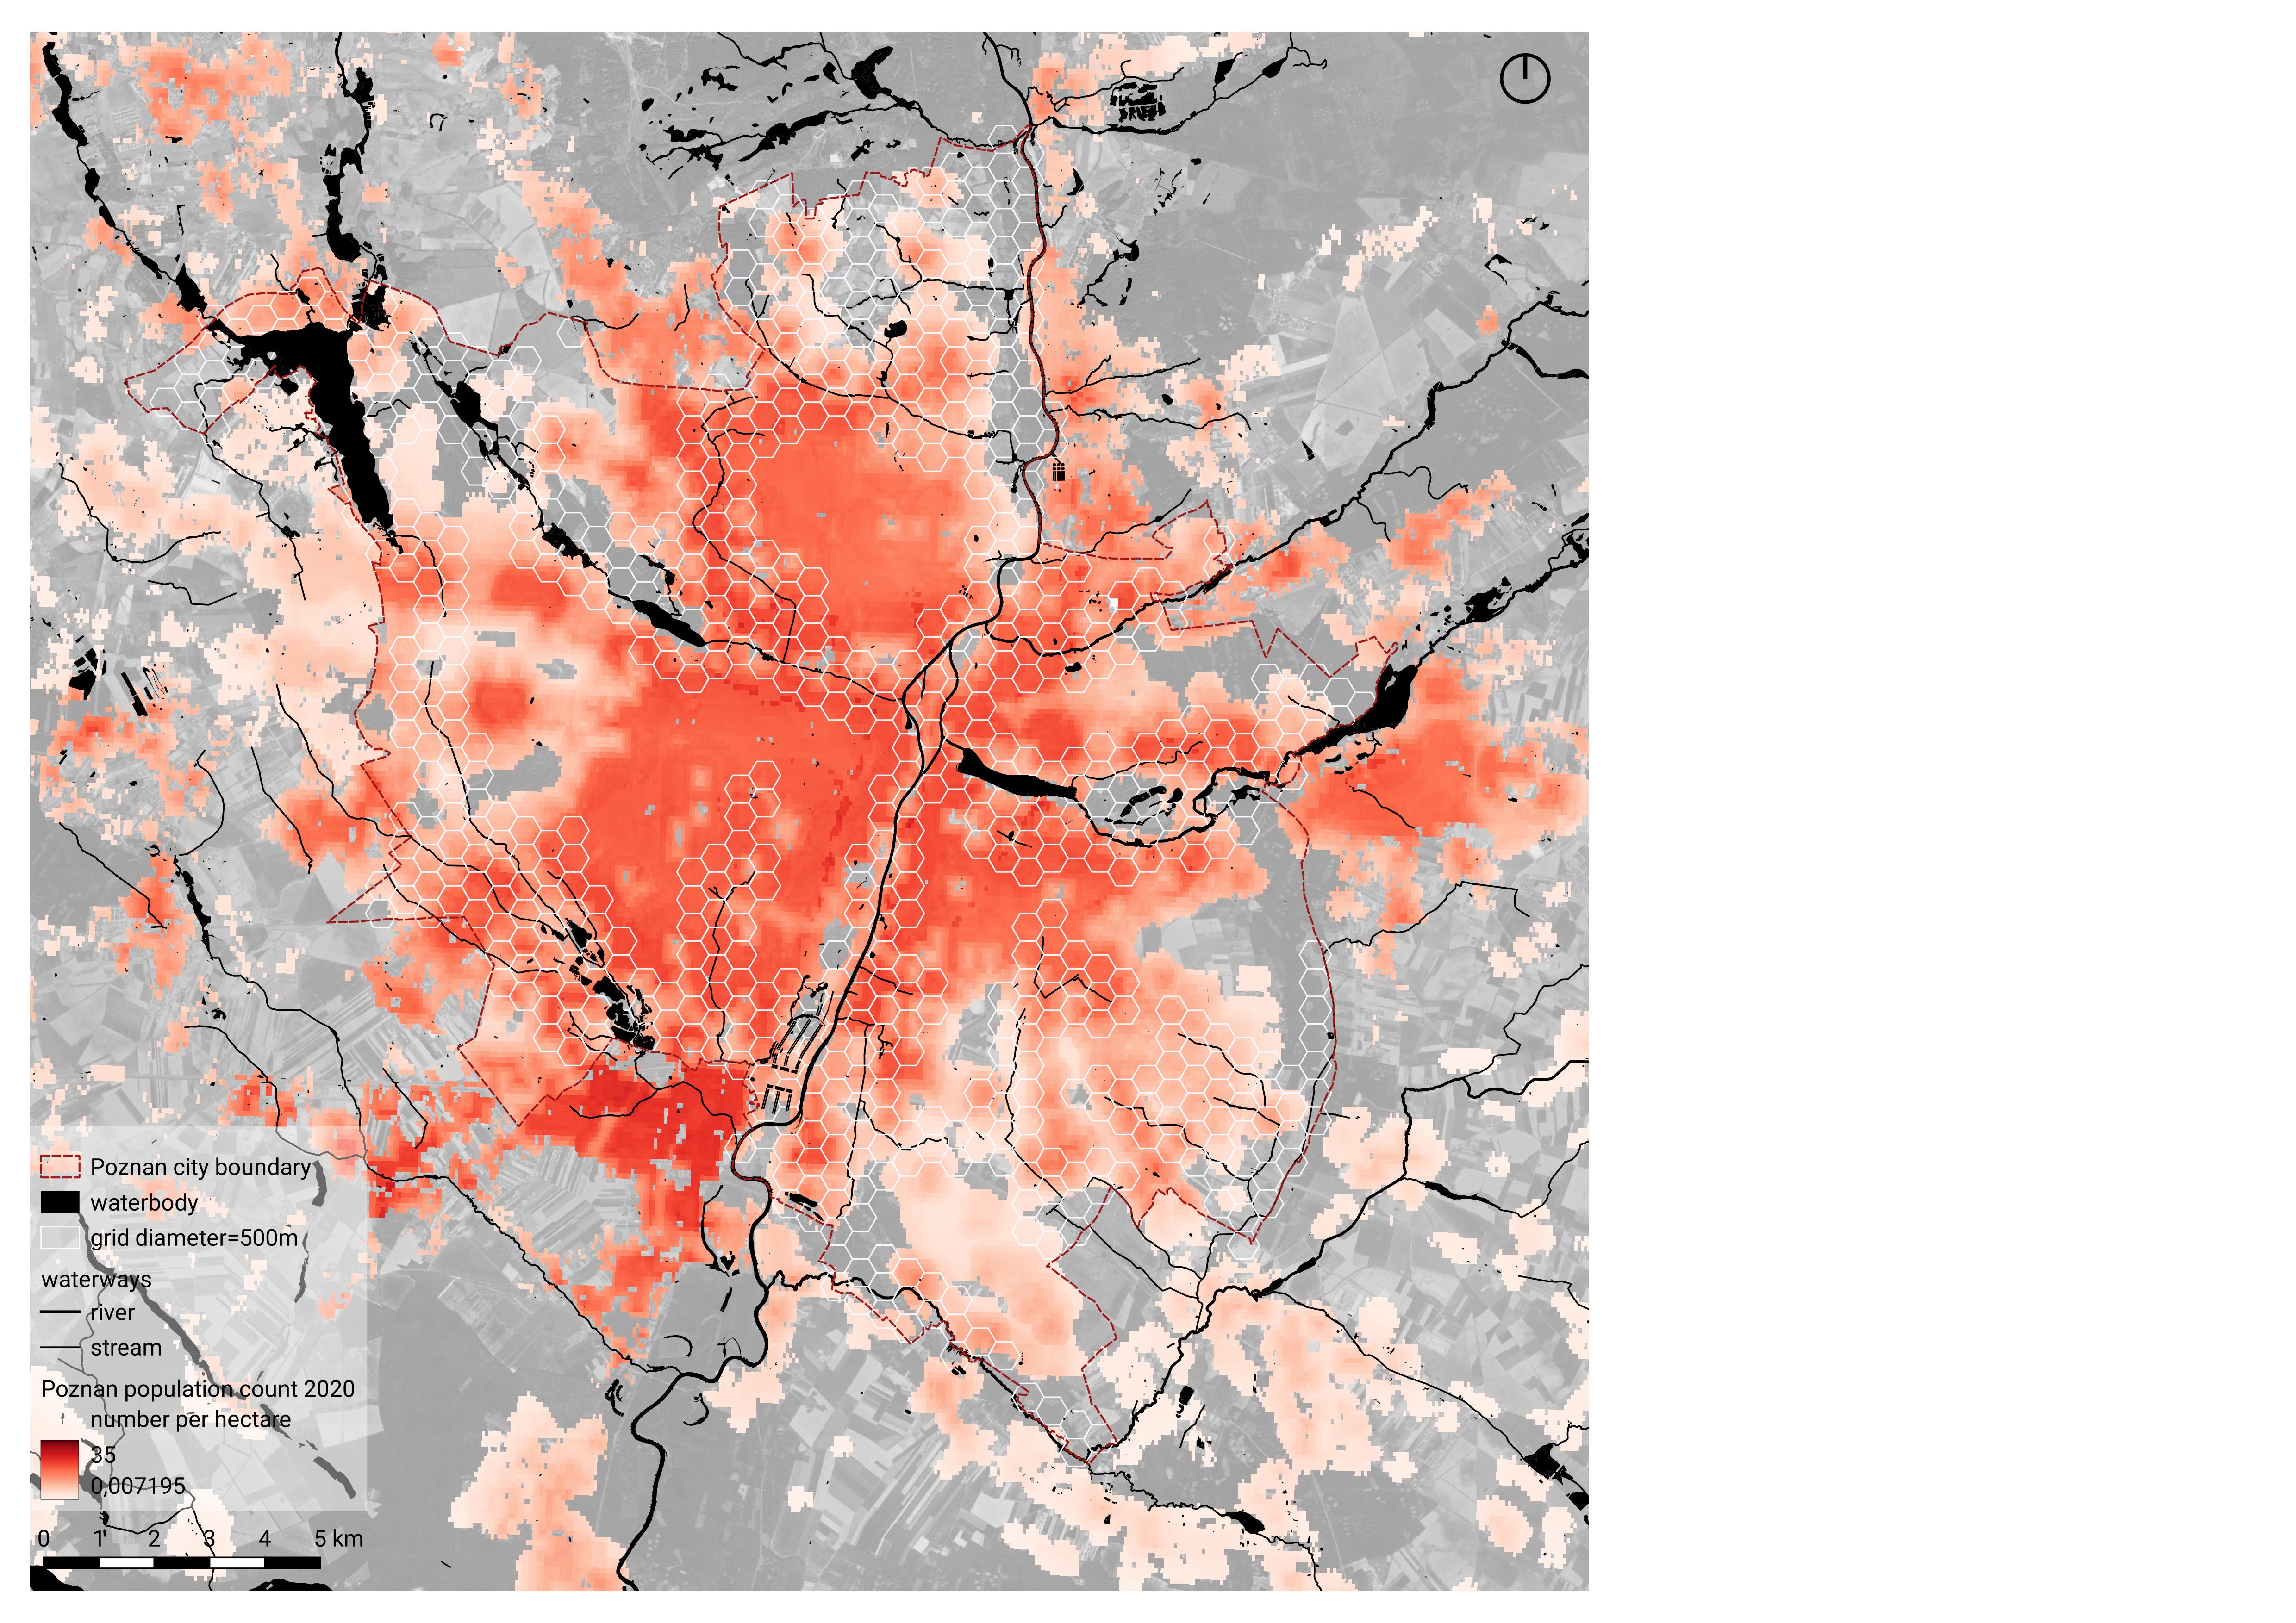 Poznan city boundary
waterbody
grid diameter=500m
waterways
river
stream
Poznan population count 2020
number per hectare
35
0,007195
0 1 2 3 4 5 km